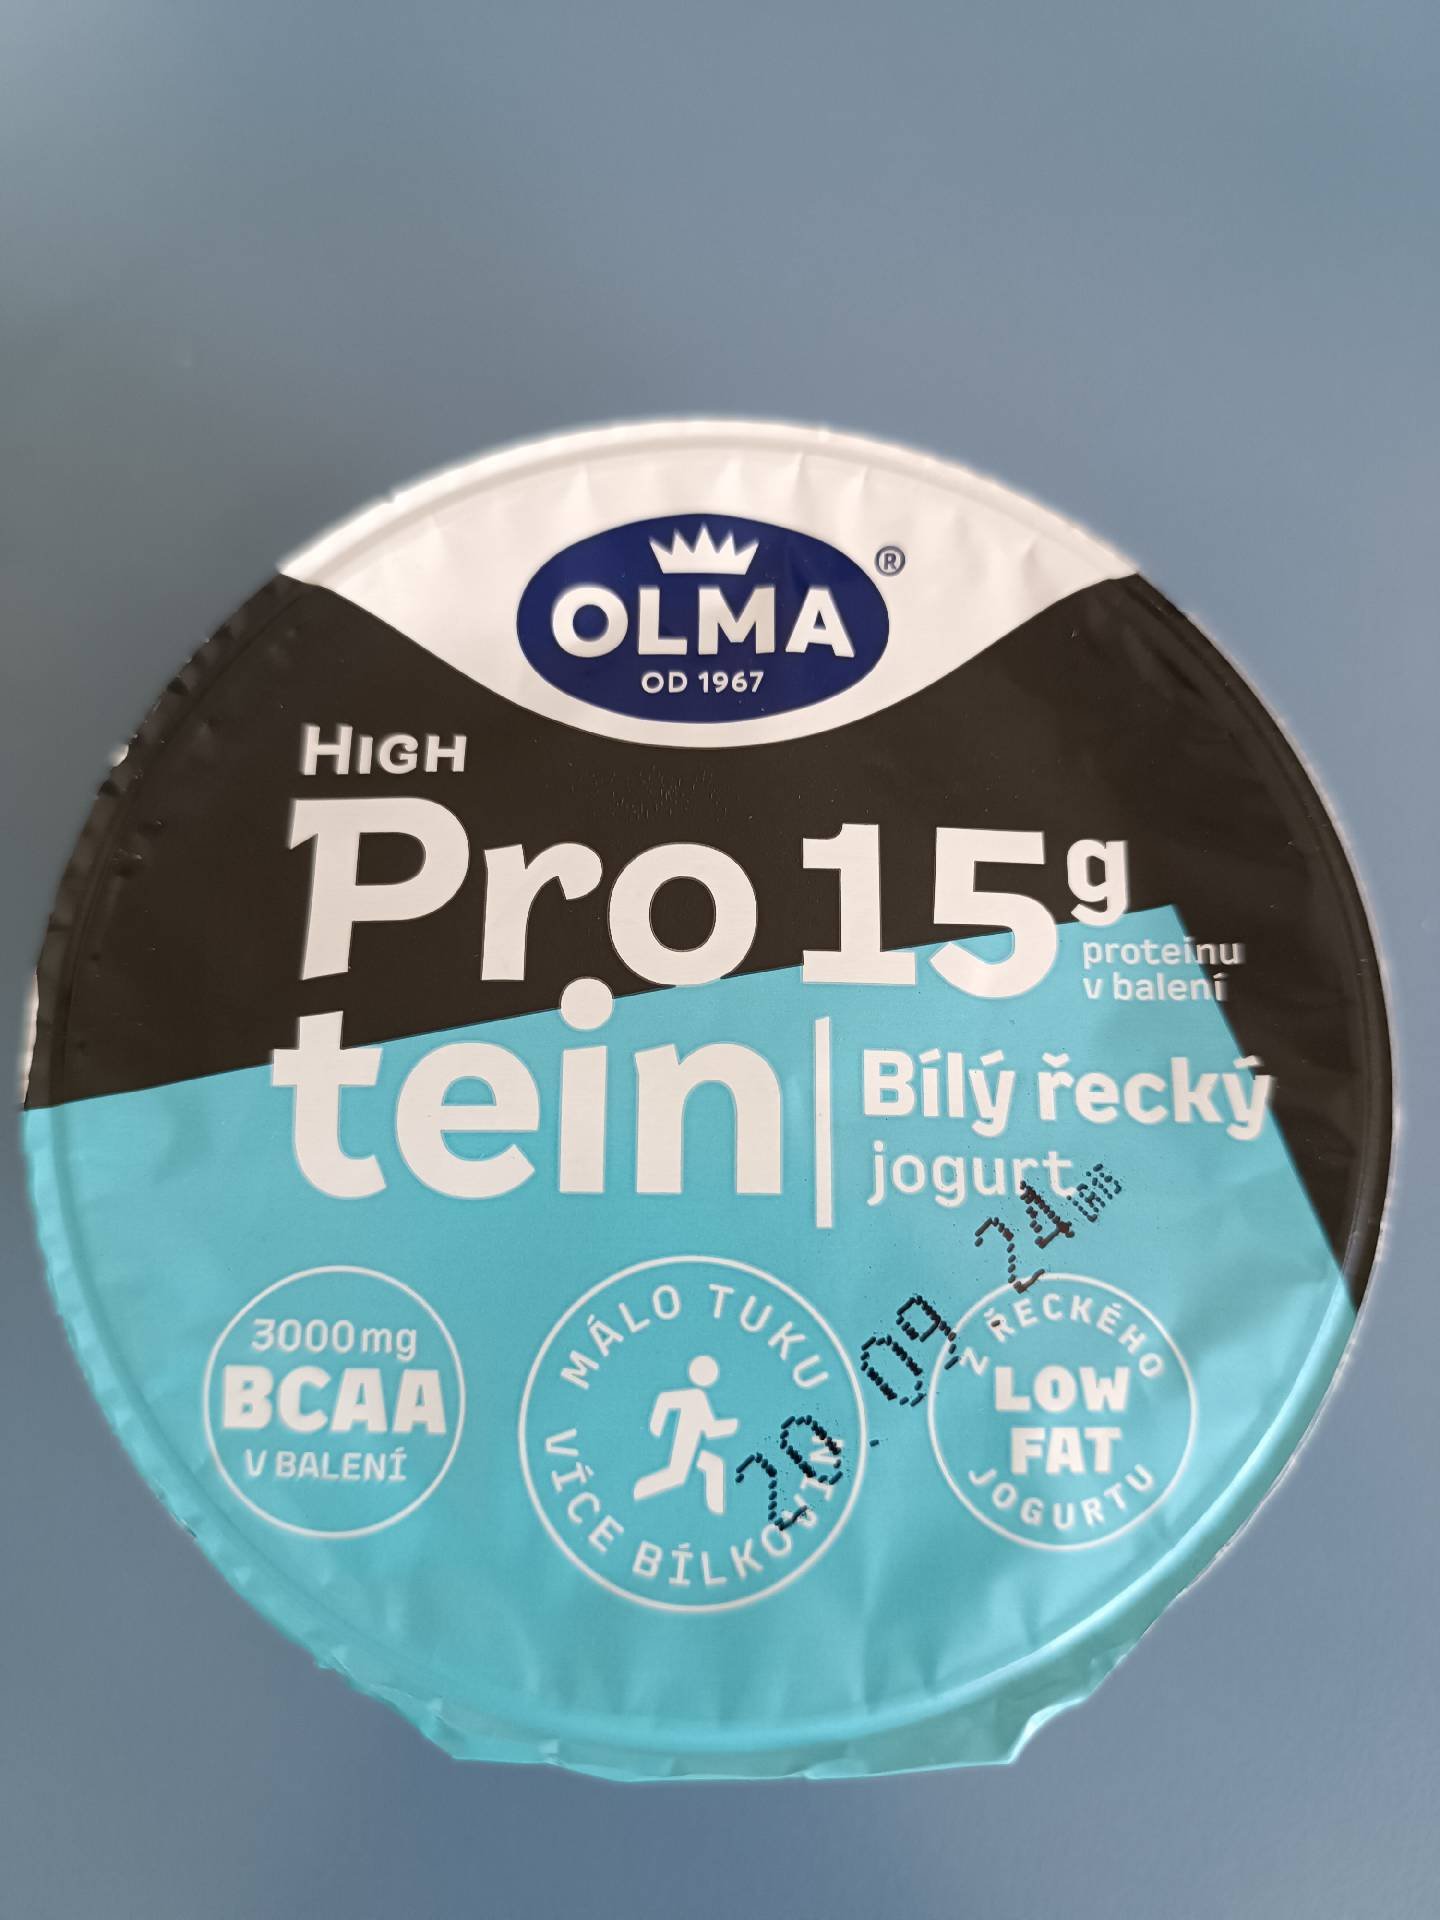 OLMA ®
OD 1967
HIGH
Pro 15g
proteinu
v balení
tein
Bílý řecký
jogurt
20.09 24
3000mg
BCAA
V BALENÍ
MÁLO TUKU
VÍCE BÍLKOVIN
Z ŘECKÉHO
LOW
FAT
JOGURTU